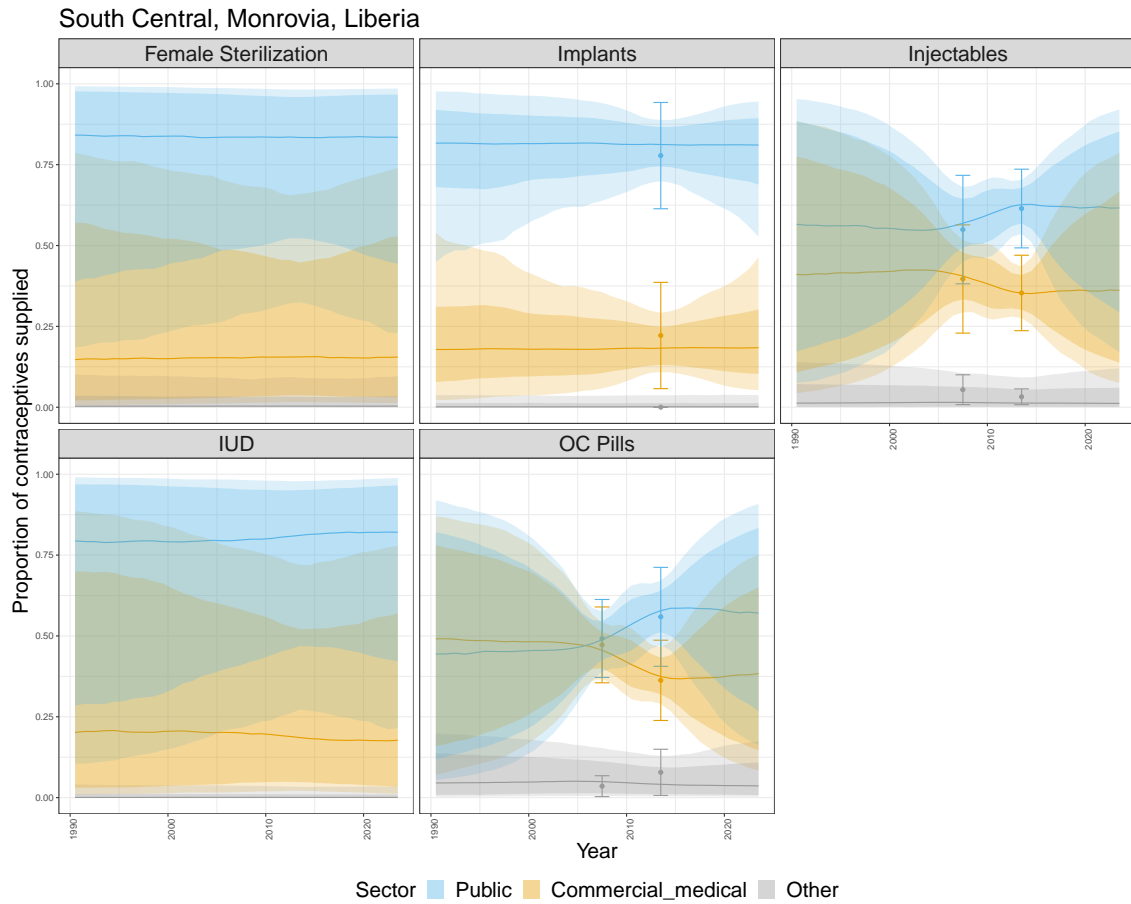 South Central, Monrovia, Liberia
Female Sterilization
Implants
Injectables
1.00
0.75
0.50
0.25
0.00
1990
2000
2010
2020
IUD
OC Pills
1.00
0.75
0.50
0.25
0.00
1990
2000
2010
2020
1990
2000
2010
2020
Proportion of contraceptives supplied
Year
Sector Public Commercial_medical Other